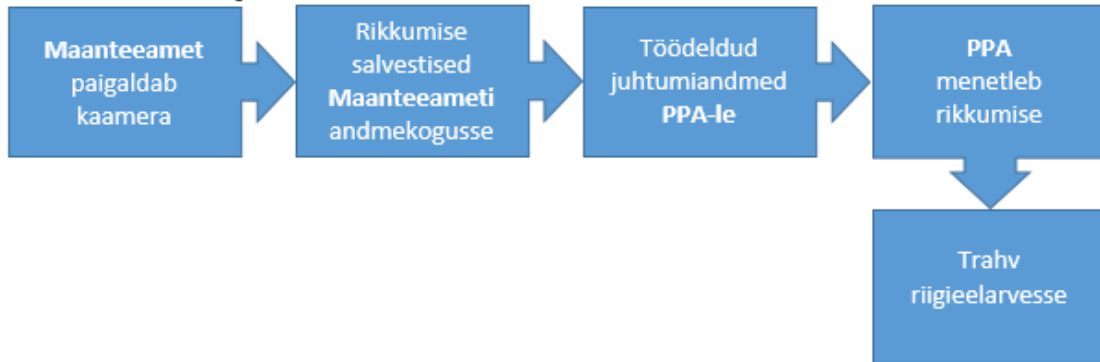 Maanteeamet
paigaldab
kaamera
Rikkumise
salvestised
Maanteeameti
andmekogusse
Töödeldud
juhtumiandmed
PPA-le
PPA
menetleb
rikkumise
Trahv
riigieelarvesse